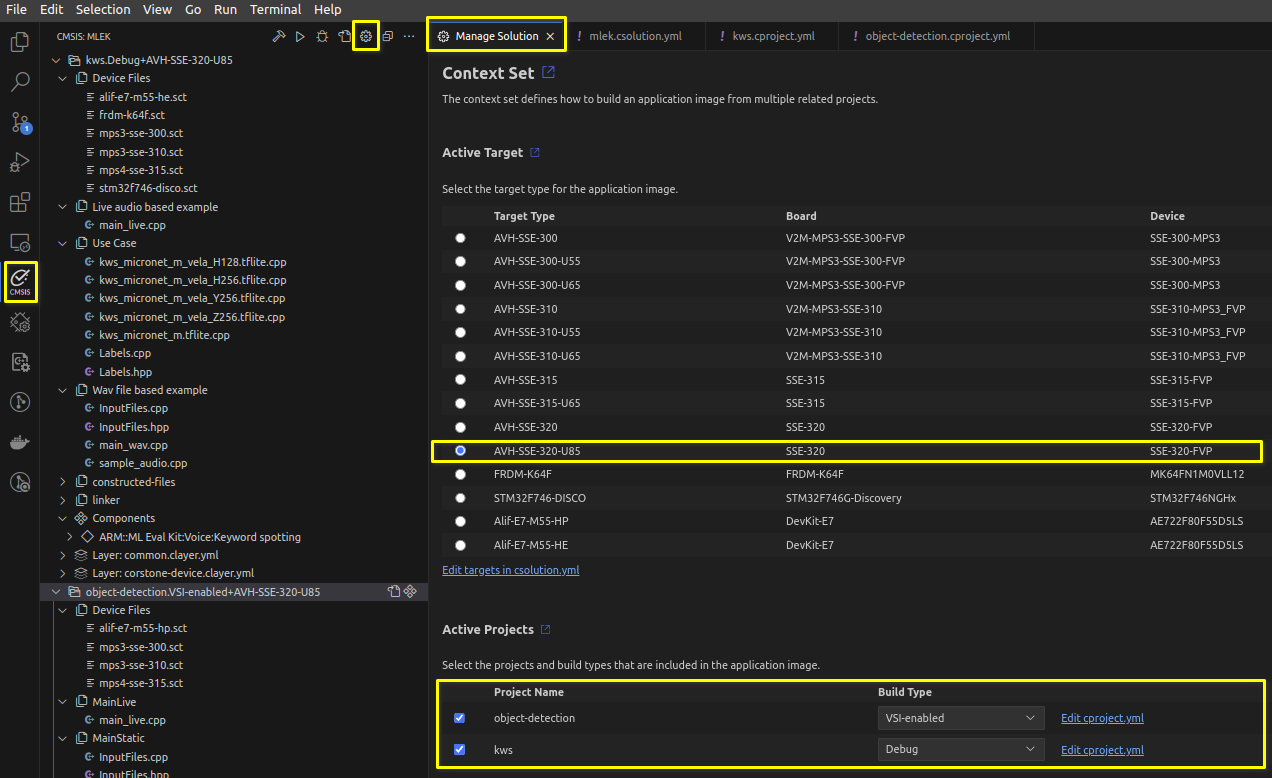 File Edit Selection View Go Run Terminal Help
CMSIS: MLEK
kws.Debug+AVH-SSE-320-U85
Device Files
alif-e7-m55-he.sct
frdm-k64f.sct
mps3-sse-300.sct
mps3-sse-310.sct
mps4-sse-315.sct
stm32f746-disco.sct
Live audio based example
main_live.cpp
Use Case
kws_micronet_m_vela_H128.tflite.cpp
kws_micronet_m_vela_H256.tflite.cpp
kws_micronet_m_vela_Y256.tflite.cpp
kws_micronet_m_vela_Z256.tflite.cpp
kws_micronet_m.tflite.cpp
Labels.cpp
Labels.hpp
Wav file based example
InputFiles.cpp
InputFiles.hpp
main_wav.cpp
sample_audio.cpp
constructed-files
linker
Components
ARM::ML Eval Kit:Voice:Keyword spotting
Layer: common.clayer.yml
Layer: corstone-device.clayer.yml
object-detection.VSI-enabled+AVH-SSE-320-U85
Device Files
alif-e7-m55-hp.sct
mps3-sse-300.sct
mps3-sse-310.sct
mps4-sse-315.sct
MainLive
main_live.cpp
MainStatic
InputFiles.cpp
InputFiles.hpp
1
CMSIS
Manage Solution
! mlek.csolution.yml
! kws.cproject.yml
! object-detection.cproject.yml
Context Set
The context set defines how to build an application image from multiple related projects.
Active Target
Select the target type for the application image.
Target Type Board Device
AVH-SSE-300 V2M-MPS3-SSE-300-FVP SSE-300-MPS3
AVH-SSE-300-U55 V2M-MPS3-SSE-300-FVP SSE-300-MPS3
AVH-SSE-300-U65 V2M-MPS3-SSE-300-FVP SSE-300-MPS3
AVH-SSE-310 V2M-MPS3-SSE-310 SSE-310-MPS3_FVP
AVH-SSE-310-U55 V2M-MPS3-SSE-310 SSE-310-MPS3_FVP
AVH-SSE-310-U65 V2M-MPS3-SSE-310 SSE-310-MPS3_FVP
AVH-SSE-315 SSE-315 SSE-315-FVP
AVH-SSE-315-U65 SSE-315 SSE-315-FVP
AVH-SSE-320 SSE-320 SSE-320-FVP
AVH-SSE-320-U85 SSE-320 SSE-320-FVP
FRDM-K64F FRDM-K64F MK64FN1M0VLL12
STM32F746-DISCO STM32F746G-Discovery STM32F746NGHx
Alif-E7-M55-HP DevKit-E7 AE722F80F55D5LS
Alif-E7-M55-HE DevKit-E7 AE722F80F55D5LS
Edit targets in csolution.yml
Active Projects
Select the projects and build types that are included in the application image.
Project Name Build Type
object-detection VSI-enabled Edit cproject.yml
kws Debug Edit cproject.yml